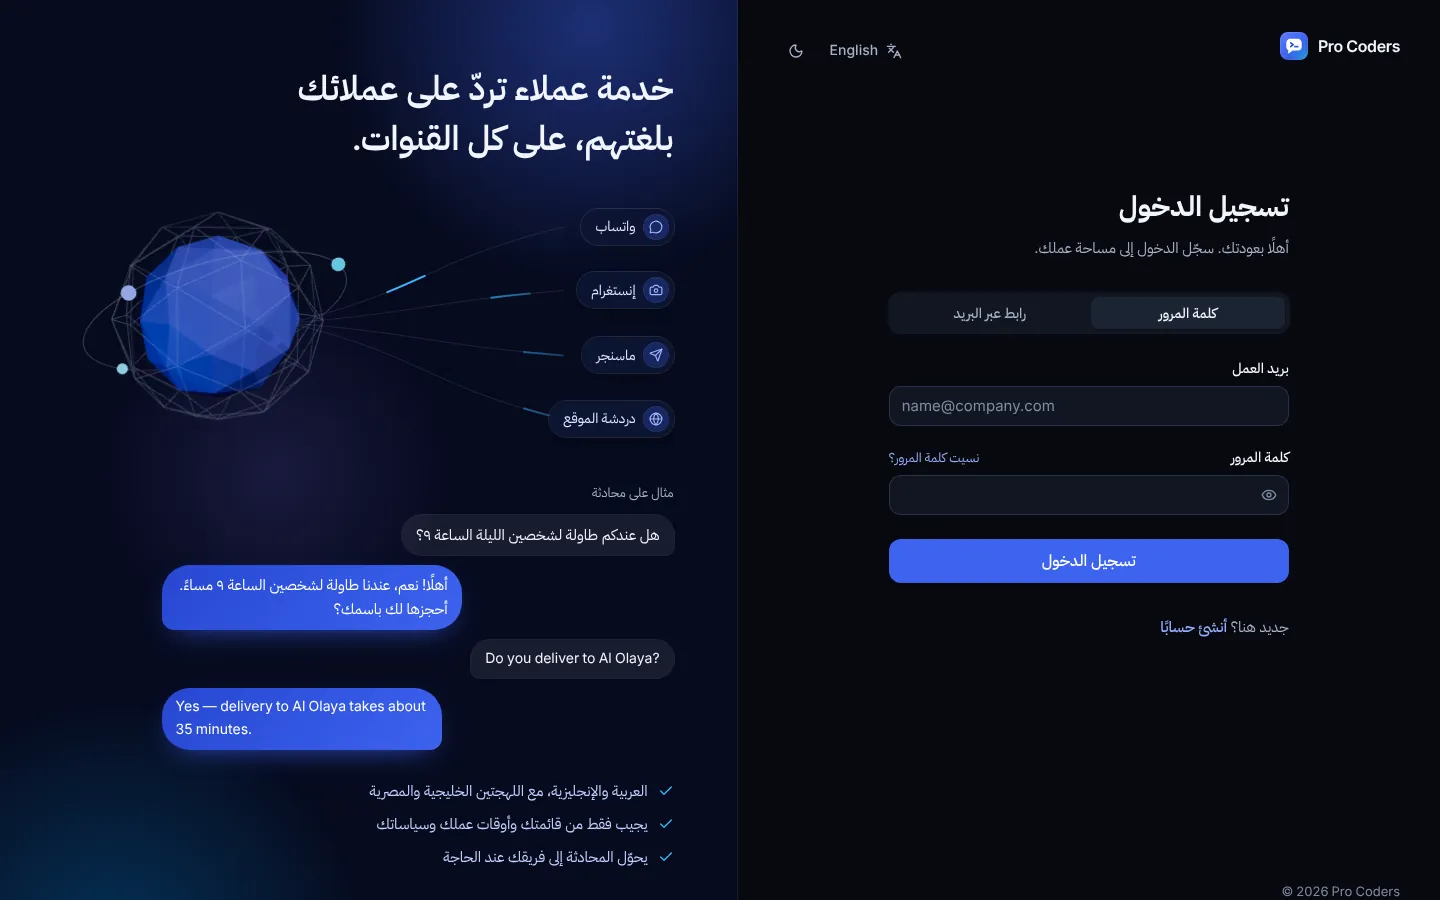 Pro Coders
English
تسجيل الدخول
أهلًا بعودتك. سجّل الدخول إلى مساحة عملك.
كلمة المرور
رابط عبر البريد
بريد العمل
name@company.com
كلمة المرور
نسيت كلمة المرور؟
تسجيل الدخول
جديد هنا؟ أنشئ حسابًا
© 2026 Pro Coders
خدمة عملاء تردّ على عملائك
بلغتهم، على كل القنوات.
واتساب
إنستغرام
ماسنجر
دردشة الموقع
مثال على محادثة
هل عندكم طاولة لشخصين الليلة الساعة ٩؟
أهلًا! نعم، عندنا طاولة لشخصين الساعة ٩ مساءً.
أحجزها لك باسمك؟
Do you deliver to Al Olaya?
Yes — delivery to Al Olaya takes about
35 minutes.
العربية والإنجليزية، مع اللهجتين الخليجية والمصرية
يجيب فقط من قائمتك وأوقات عملك وسياساتك
يحوّل المحادثة إلى فريقك عند الحاجة